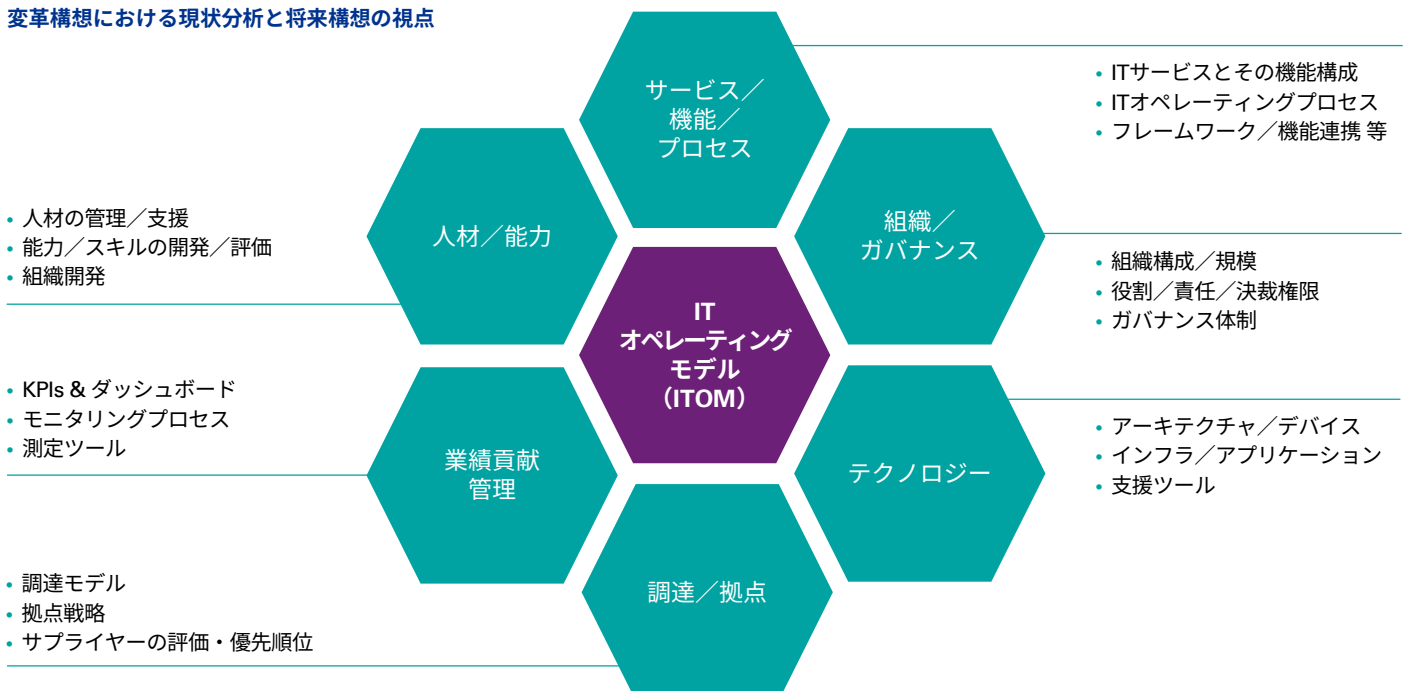 変革構想における現状分析と将来構想の視点
サービス／
機能／
プロセス
• ITサービスとその機能構成
• ITオペレーティングプロセス
• フレームワーク／機能連携 等
人材／能力
• 人材の管理／支援
• 能力／スキルの開発／評価
• 組織開発
組織／
ガバナンス
• 組織構成／規模
• 役割／責任／決裁権限
• ガバナンス体制
IT
オペレーティング
モデル
（ITOM）
• KPIs & ダッシュボード
• モニタリングプロセス
• 測定ツール
業績貢献
管理
テクノロジー
• アーキテクチャ／デバイス
• インフラ／アプリケーション
• 支援ツール
調達／拠点
• 調達モデル
• 拠点戦略
• サプライヤーの評価・優先順位